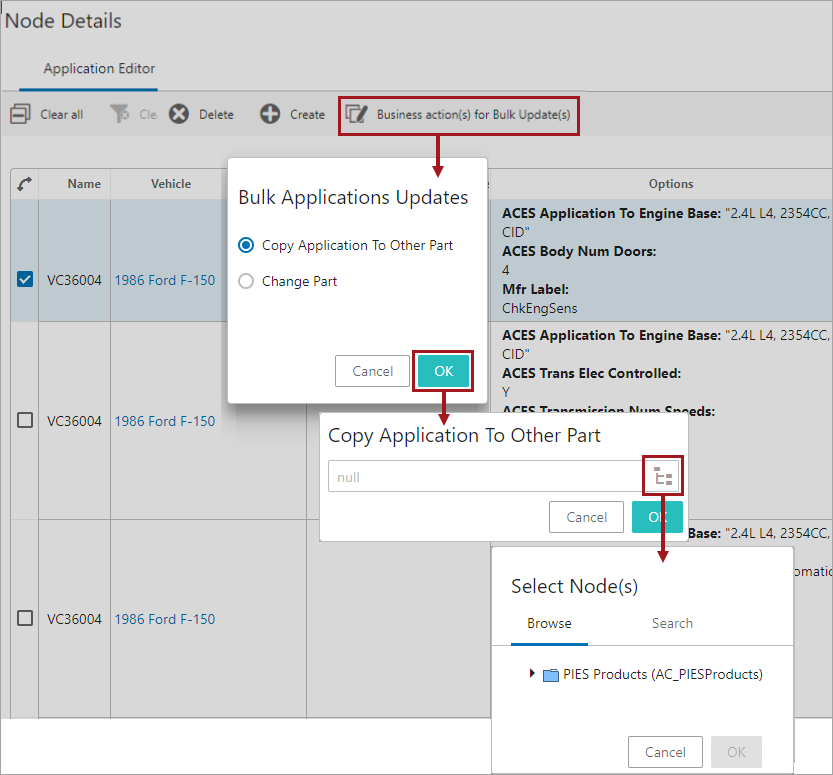 Node Details
Application Editor
Clear all
Cle
Delete
Create
Business action(s) for Bulk Update(s)
Name
Vehicle
Options
VC36004
1986 Ford F-150
ACES Application To Engine Base: "2.4L L4, 2354CC,
CID"
ACES Body Num Doors:
4
Mfr Label:
ChkEngSens
Bulk Applications Updates
Copy Application To Other Part
Change Part
Cancel
OK
VC36004
1986 Ford F-150
ACES Application To Engine Base: "2.4L L4, 2354CC,
CID"
ACES Trans Elec Controlled:
Y
ACES Transmission Num Speeds:
Copy Application To Other Part
null
Cancel
OK
VC36004
1986 Ford F-150
Base: "2.4L L4, 2354CC,
omatic
Select Node(s)
Browse
Search
PIES Products (AC_PIESProducts)
Cancel
OK